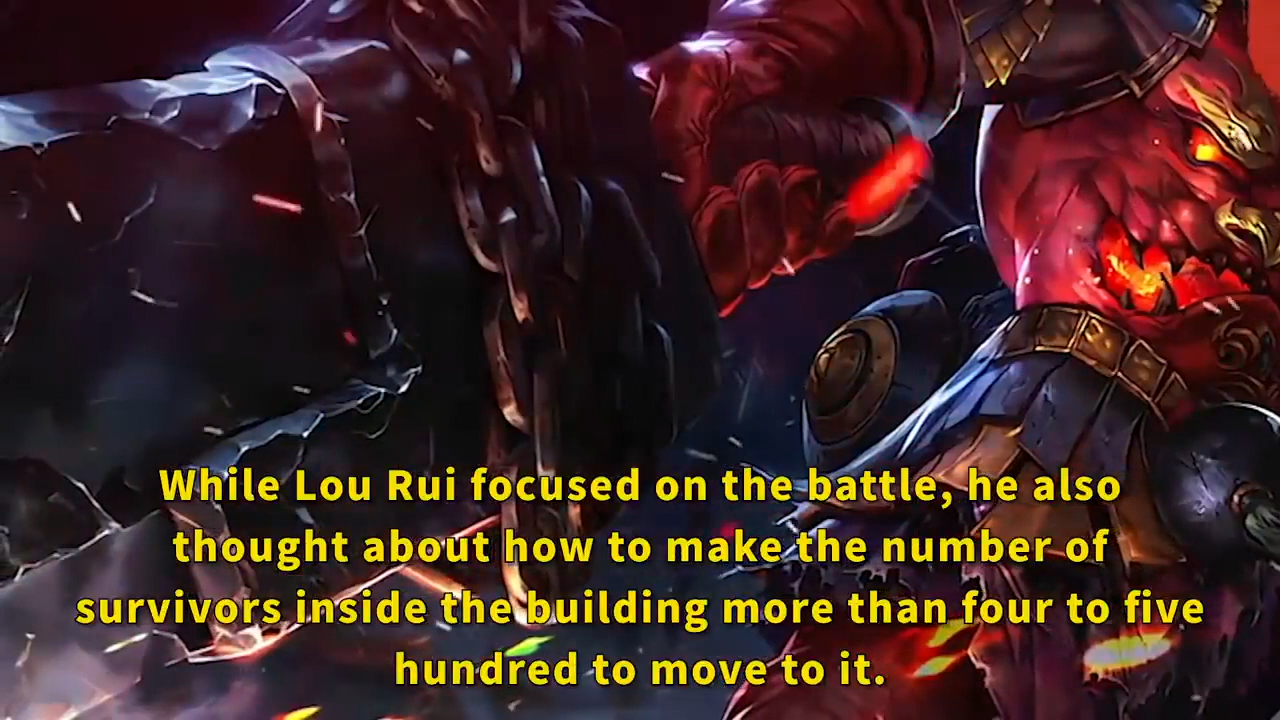 While Lou Rui focused on the battle, he also
thought about how to make the number of
survivors inside the building more than four to five
hundred to move to it.